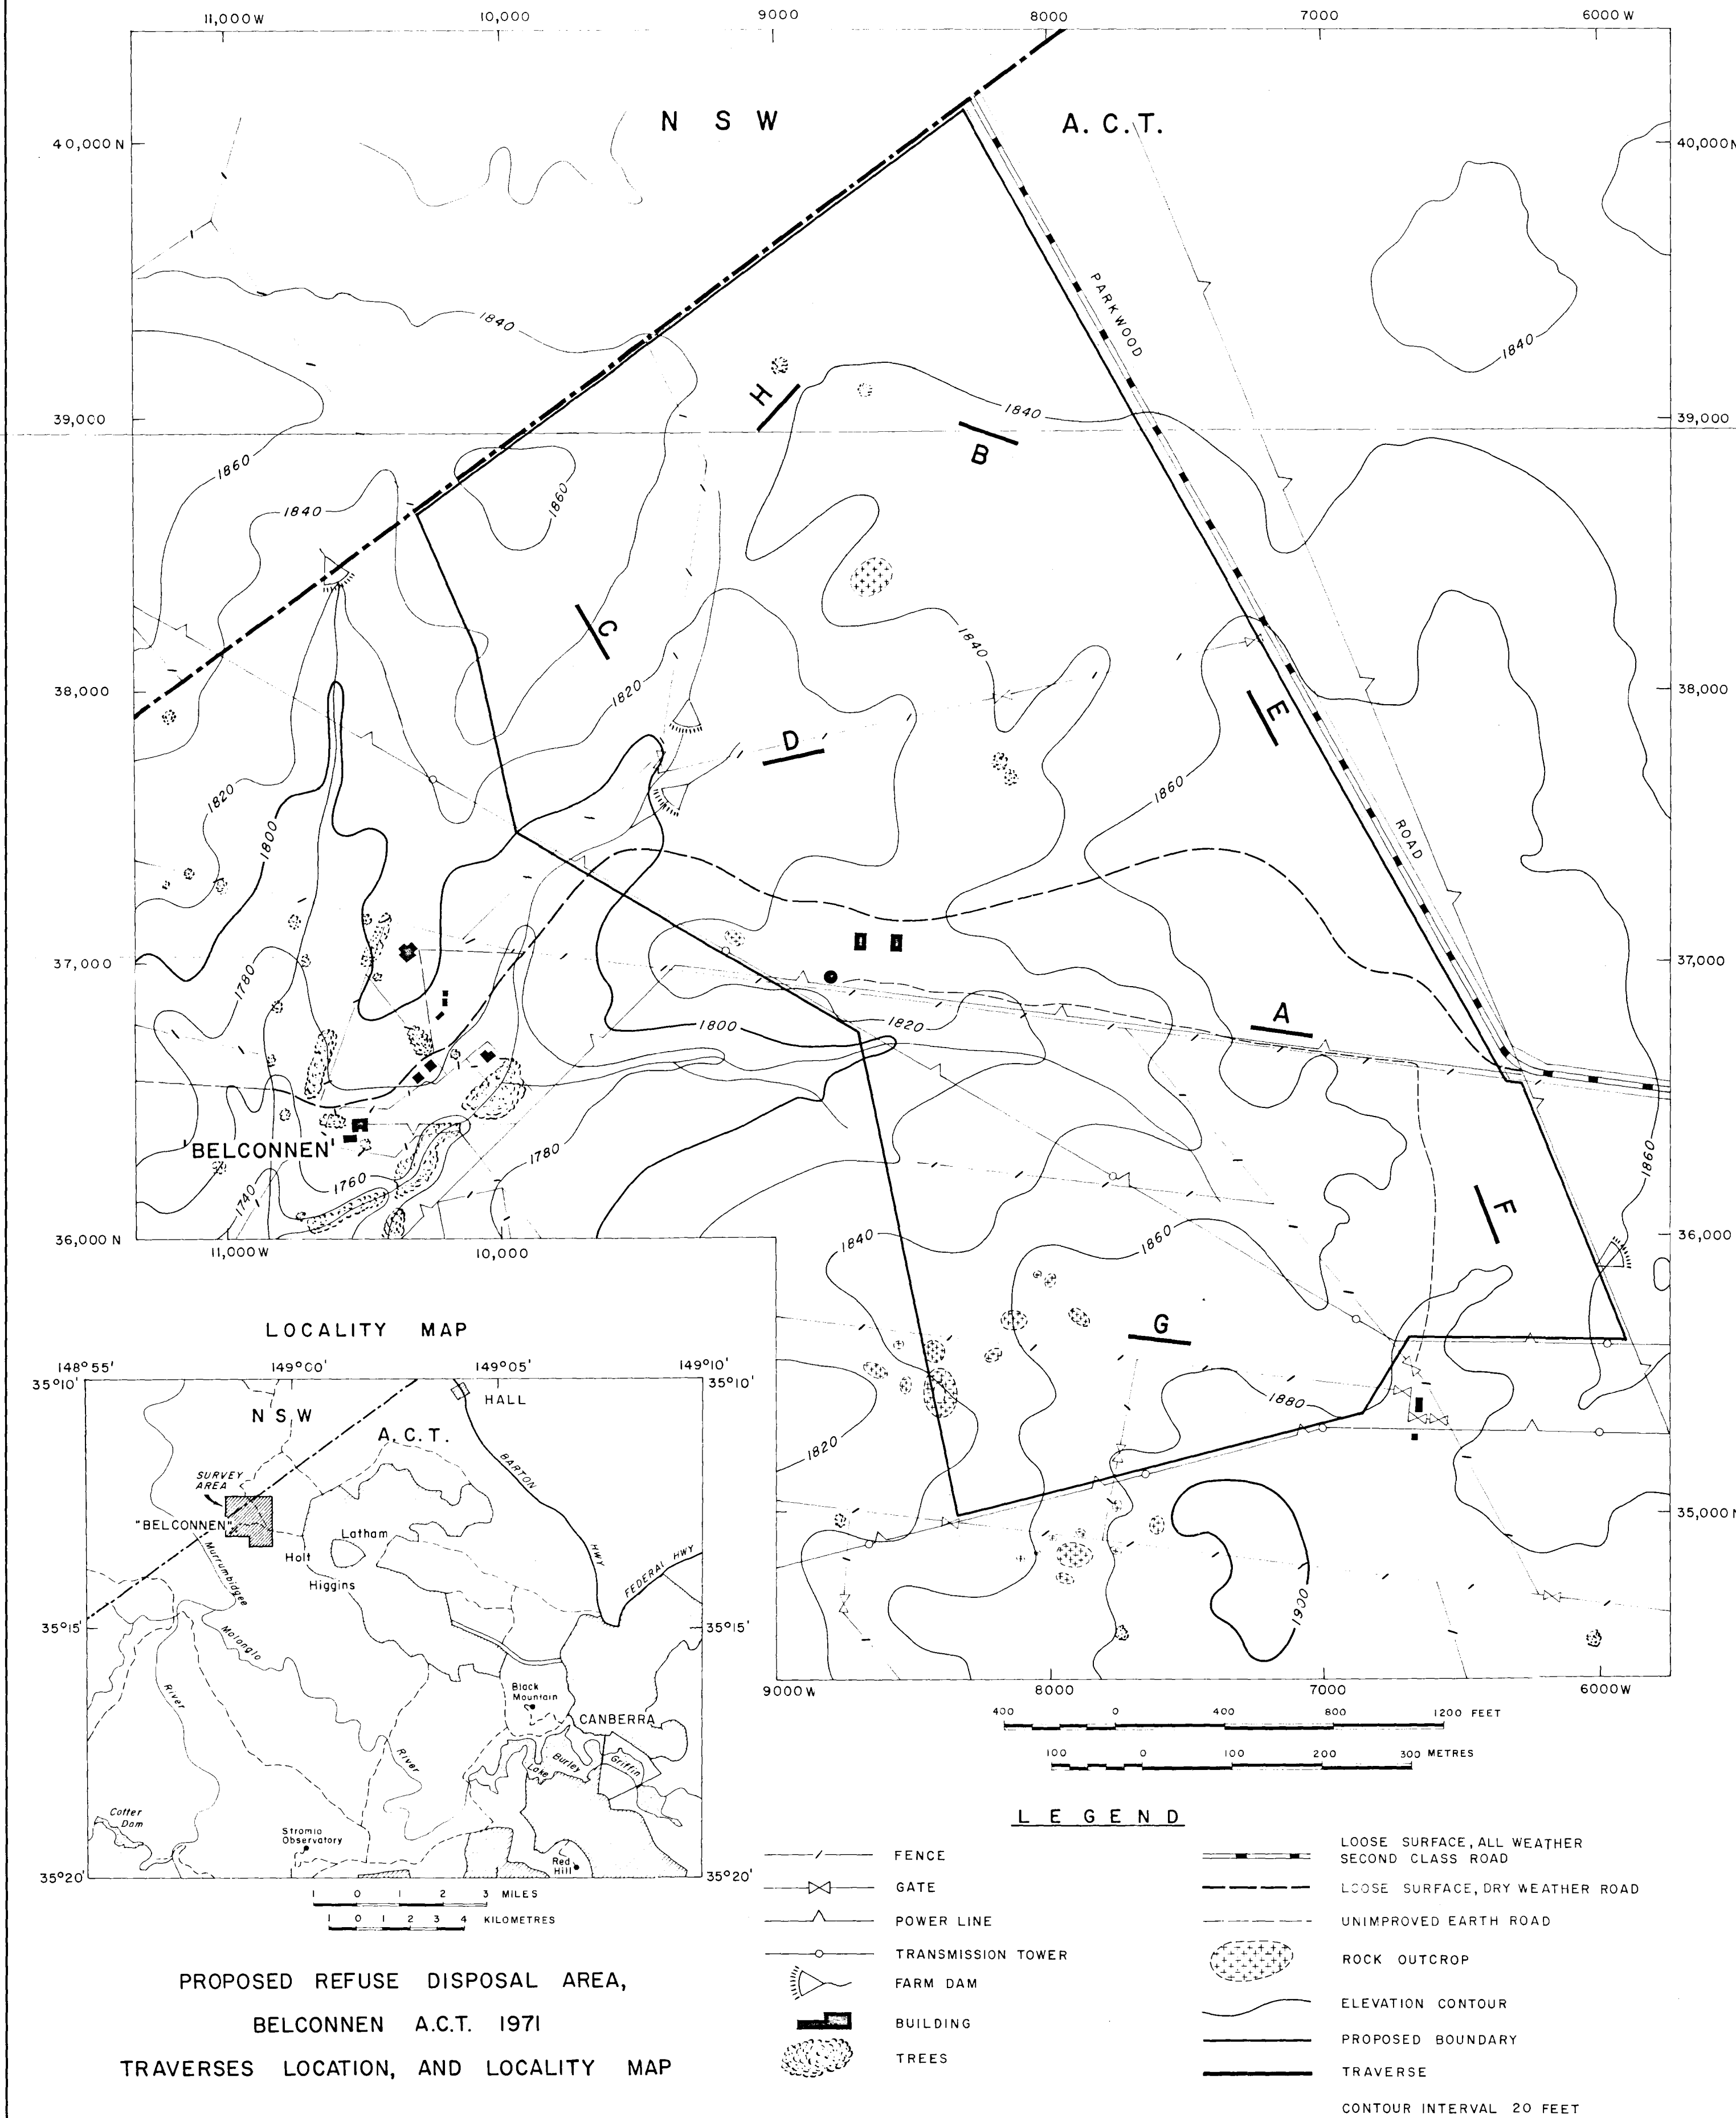 11,000 W 10,000 9000 8000 7000 6000 W
N S W A. C. T.
40,000 N 40,000 N
PARKWOOD
1840
1840
39,000 H 1840 39,000
B
1860
1860
1840
C
1840
38,000 1820 38,000
E
D
1820
1860
1800
ROAD
37,000 37,000
1780
A
1800 1820
'BELCONNEN'
1780
1860
1760
1740
F
36,000 N 36,000
11,000 W 10,000
1840
1860
G
1880
1820
35,000 N
1900
9000 W 8000 7000 6000 W
400 0 400 800 1200 FEET
100 0 100 200 300 METRES
LOCALITY MAP
148°55' 149°00' 149°05' 149°10'
35°10' 35°10'
HALL
N S W
A. C. T.
BARTON
HWY
SURVEY
AREA
"BELCONNEN"
Latham
Holt
Higgins
FEDERAL HWY
Murrumbidgee
River
35°15' 35°15'
Molonglo
River
Black
Mountain
CANBERRA
Lake Burley Griffin
Cotter
Dam
Stromlo
Observatory
Red
Hill
35°20' 35°20'
1 0 1 2 3 MILES
1 0 1 2 3 4 KILOMETRES
PROPOSED REFUSE DISPOSAL AREA,
BELCONNEN A.C.T. 1971
TRAVERSES LOCATION, AND LOCALITY MAP
LEGEND
FENCE
GATE
POWER LINE
TRANSMISSION TOWER
FARM DAM
BUILDING
TREES
LOOSE SURFACE, ALL WEATHER
SECOND CLASS ROAD
LOOSE SURFACE, DRY WEATHER ROAD
UNIMPROVED EARTH ROAD
ROCK OUTCROP
ELEVATION CONTOUR
PROPOSED BOUNDARY
TRAVERSE
CONTOUR INTERVAL 20 FEET